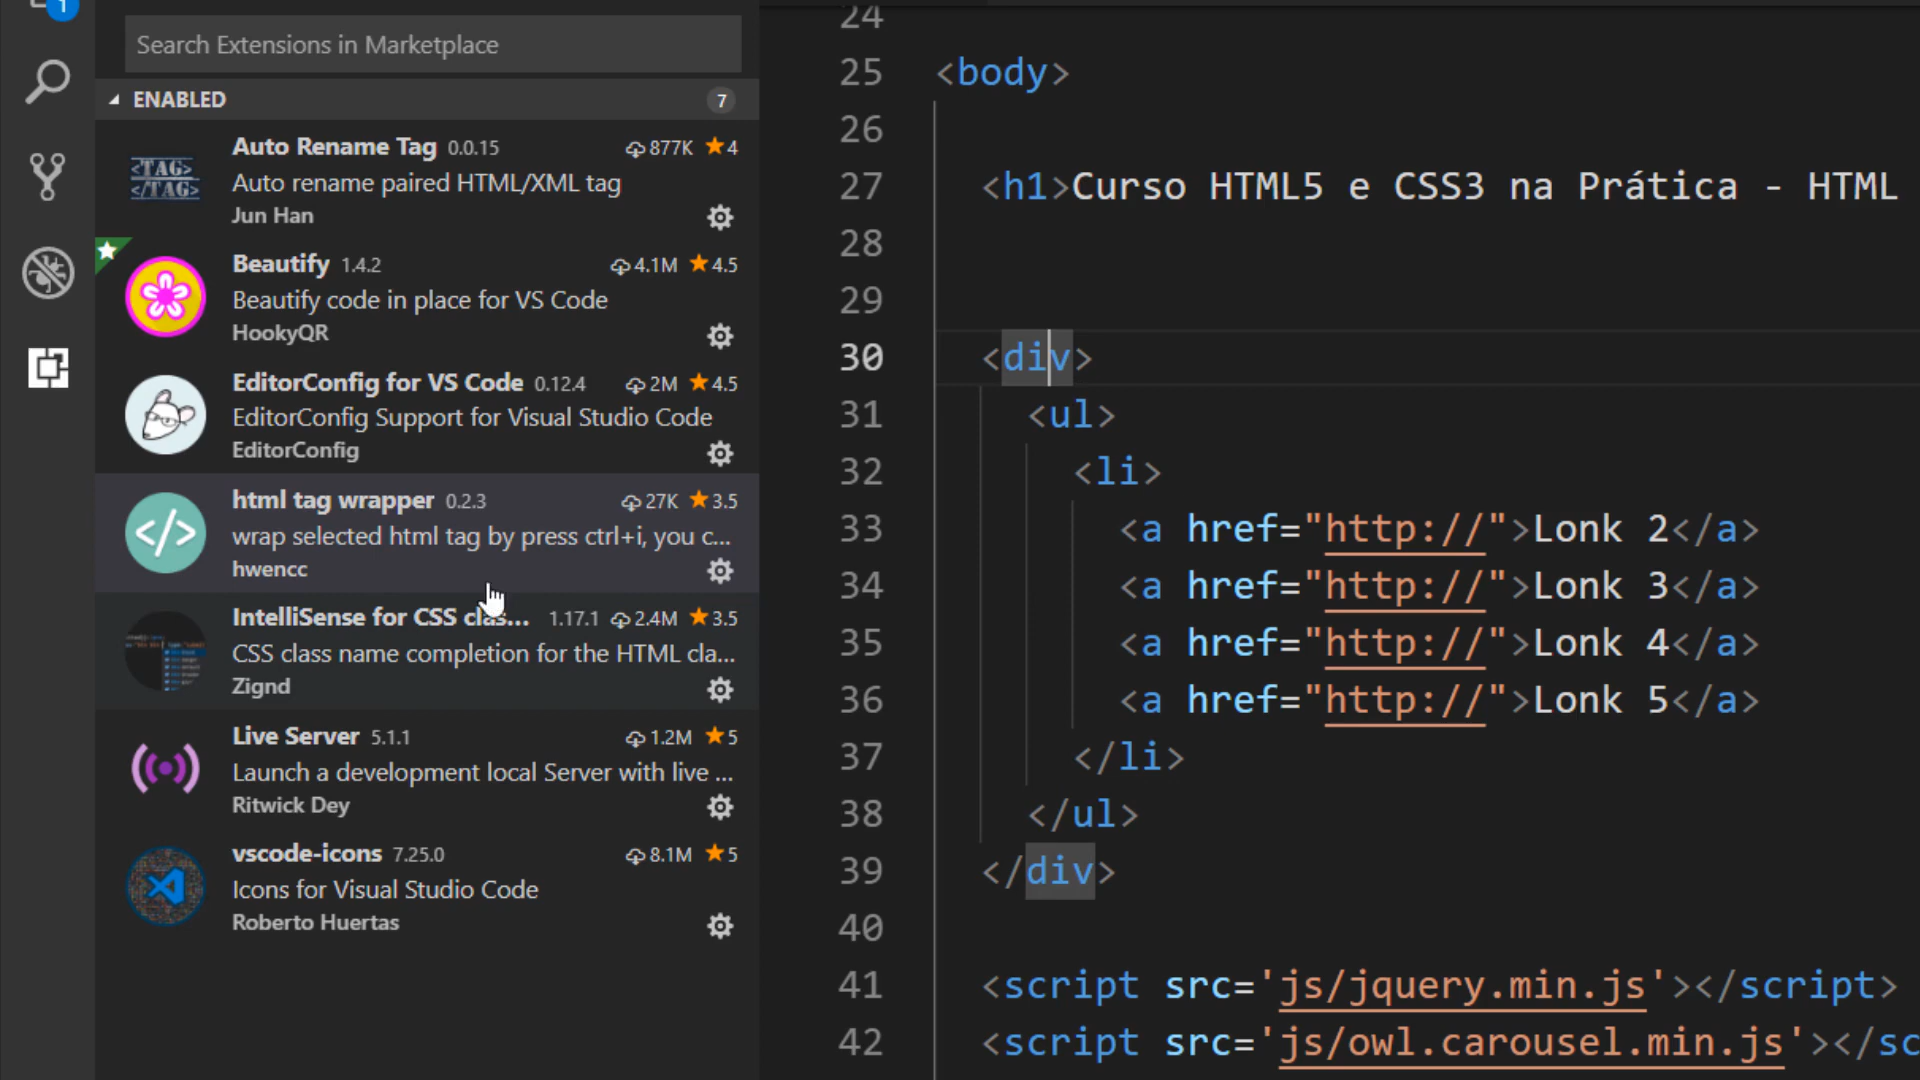 1
Search Extensions in Marketplace
ENABLED 7
<TAG>
</TAG>
Auto Rename Tag 0.0.15 877K 4
Auto rename paired HTML/XML tag
Jun Han
Beautify 1.4.2 4.1M 4.5
Beautify code in place for VS Code
HookyQR
EditorConfig for VS Code 0.12.4 2M 4.5
EditorConfig Support for Visual Studio Code
EditorConfig
</>
html tag wrapper 0.2.3 27K 3.5
wrap selected html tag by press ctrl+i, you c...
hwencc
IntelliSense for CSS clas... 1.17.1 2.4M 3.5
CSS class name completion for the HTML cla...
Zignd
Live Server 5.1.1 1.2M 5
Launch a development local Server with live ...
Ritwick Dey
vscode-icons 7.25.0 8.1M 5
Icons for Visual Studio Code
Roberto Huertas
24
25 <body>
26
27 <h1>Curso HTML5 e CSS3 na Prática - HTML
28
29
30 <div>
31 <ul>
32 <li>
33 <a href="http://">Lonk 2</a>
34 <a href="http://">Lonk 3</a>
35 <a href="http://">Lonk 4</a>
36 <a href="http://">Lonk 5</a>
37 </li>
38 </ul>
39 </div>
40
41 <script src='js/jquery.min.js'></script>
42 <script src='js/owl.carousel.min.js'></sc